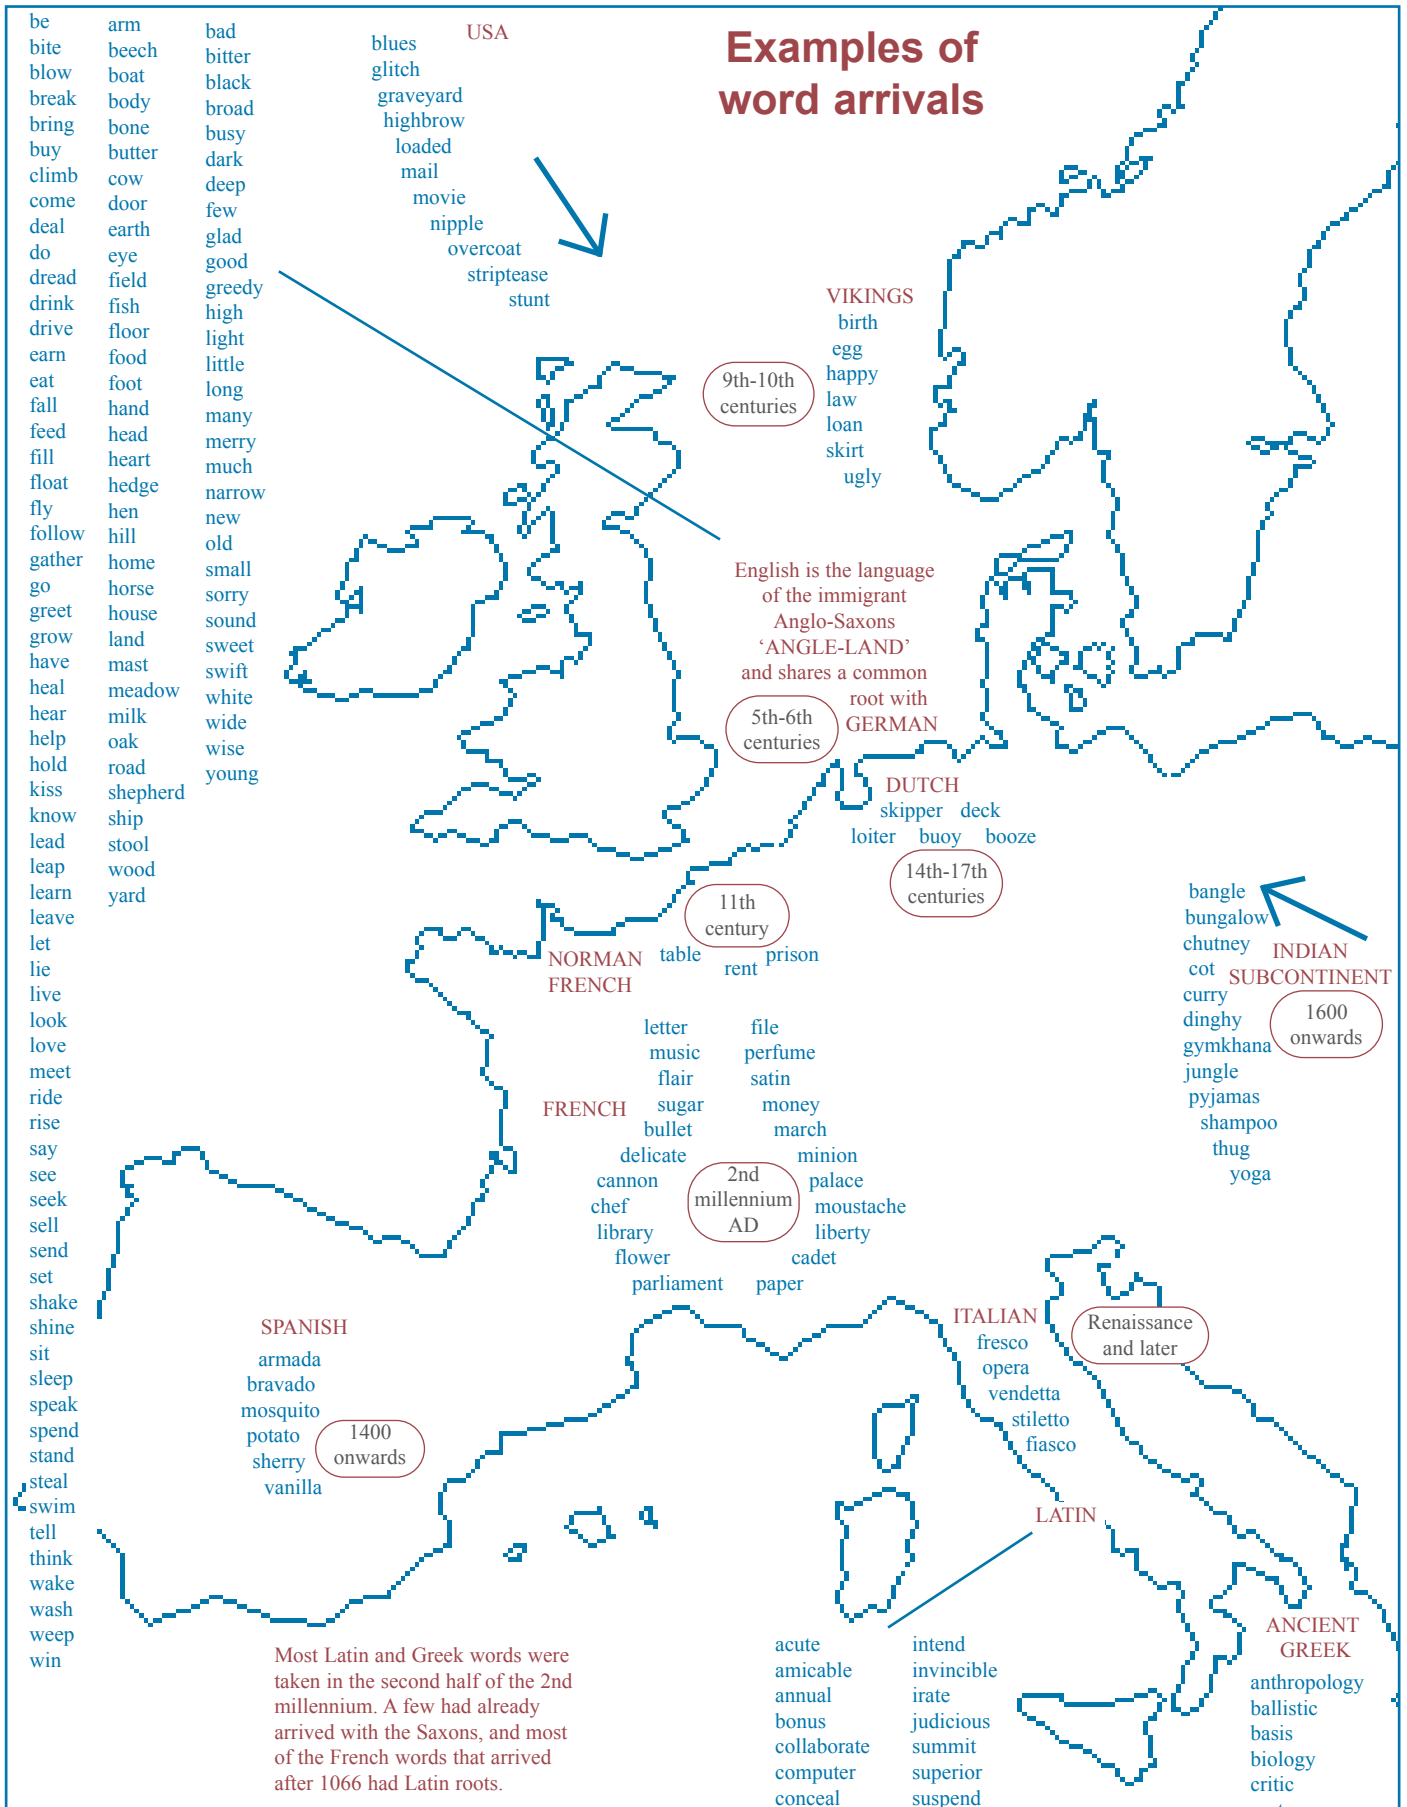 Examples of
word arrivals
be
bite
blow
break
bring
buy
climb
come
deal
do
dread
drink
drive
earn
eat
fall
feed
fill
float
fly
follow
gather
go
greet
grow
have
heal
hear
help
hold
kiss
know
lead
leap
learn
leave
let
lie
live
look
love
meet
ride
rise
say
see
seek
sell
send
set
shake
shine
sit
sleep
speak
spend
stand
steal
swim
tell
think
wake
wash
weep
win
arm
beech
boat
body
bone
butter
cow
door
earth
eye
field
fish
floor
food
foot
hand
head
heart
hedge
hen
hill
home
horse
house
land
mast
meadow
milk
oak
road
shepherd
ship
stool
wood
yard
bad
bitter
black
broad
busy
dark
deep
few
glad
good
greedy
high
light
little
long
many
merry
much
narrow
new
old
small
sorry
sound
sweet
swift
white
wide
wise
young
USA
blues
glitch
graveyard
highbrow
loaded
mail
movie
nipple
overcoat
striptease
stunt
VIKINGS
birth
egg
happy
law
loan
skirt
ugly
9th-10th
centuries
English is the language
of the immigrant
Anglo-Saxons
‘ANGLE-LAND’
and shares a common
root with
GERMAN
5th-6th
centuries
DUTCH
skipper deck
loiter buoy booze
14th-17th
centuries
11th
century
NORMAN
FRENCH
table rent prison
bangle
bungalow
chutney
cot
curry
dinghy
gymkhana
jungle
pyjamas
shampoo
thug
yoga
INDIAN
SUBCONTINENT
1600
onwards
FRENCH
letter
music
flair
sugar
bullet
delicate
cannon
chef
library
flower
parliament
file
perfume
satin
money
march
minion
palace
moustache
liberty
cadet
paper
2nd
millennium
AD
SPANISH
armada
bravado
mosquito
potato
sherry
vanilla
1400
onwards
ITALIAN
fresco
opera
vendetta
stiletto
fiasco
Renaissance
and later
LATIN
acute
amicable
annual
bonus
collaborate
computer
conceal
intend
invincible
irate
judicious
summit
superior
suspend
ANCIENT
GREEK
anthropology
ballistic
basis
biology
critic
Most Latin and Greek words were
taken in the second half of the 2nd
millennium. A few had already
arrived with the Saxons, and most
of the French words that arrived
after 1066 had Latin roots.